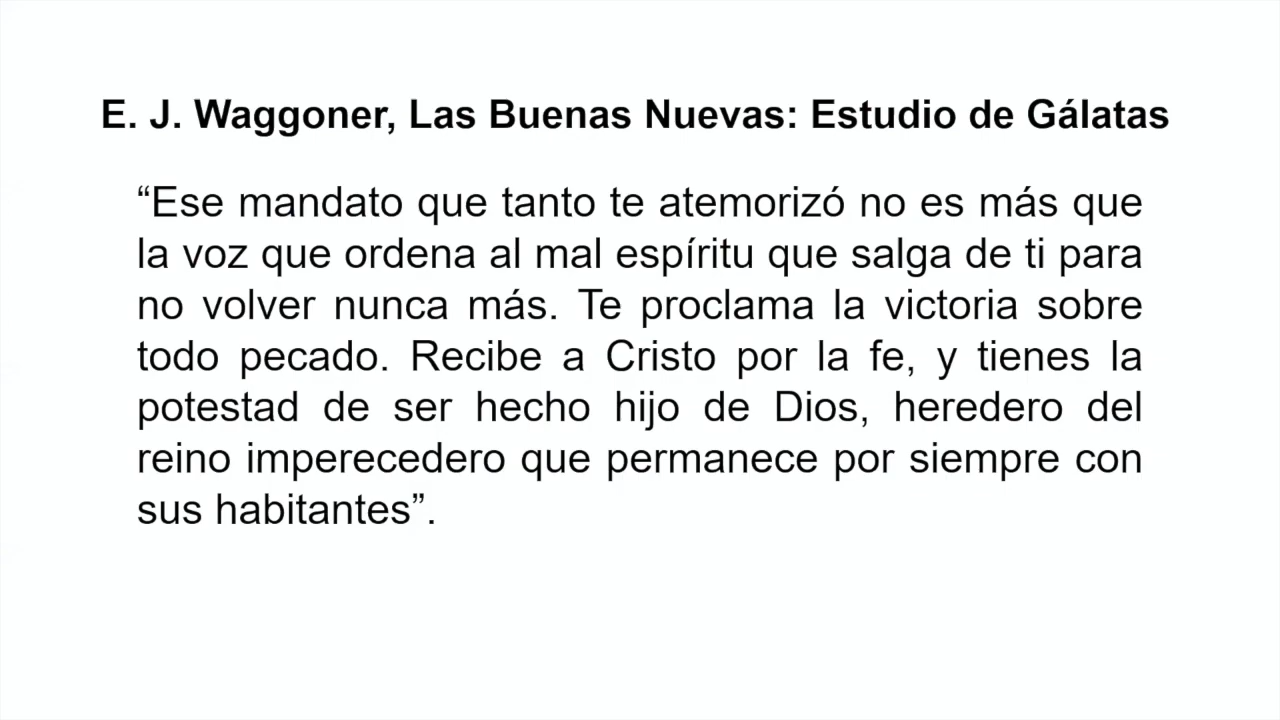 E. J. Waggoner, Las Buenas Nuevas: Estudio de Gálatas
“Ese mandato que tanto te atemorizó no es más que
la voz que ordena al mal espíritu que salga de ti para
no volver nunca más. Te proclama la victoria sobre
todo pecado. Recibe a Cristo por la fe, y tienes la
potestad de ser hecho hijo de Dios, heredero del
reino imperecedero que permanece por siempre con
sus habitantes”.